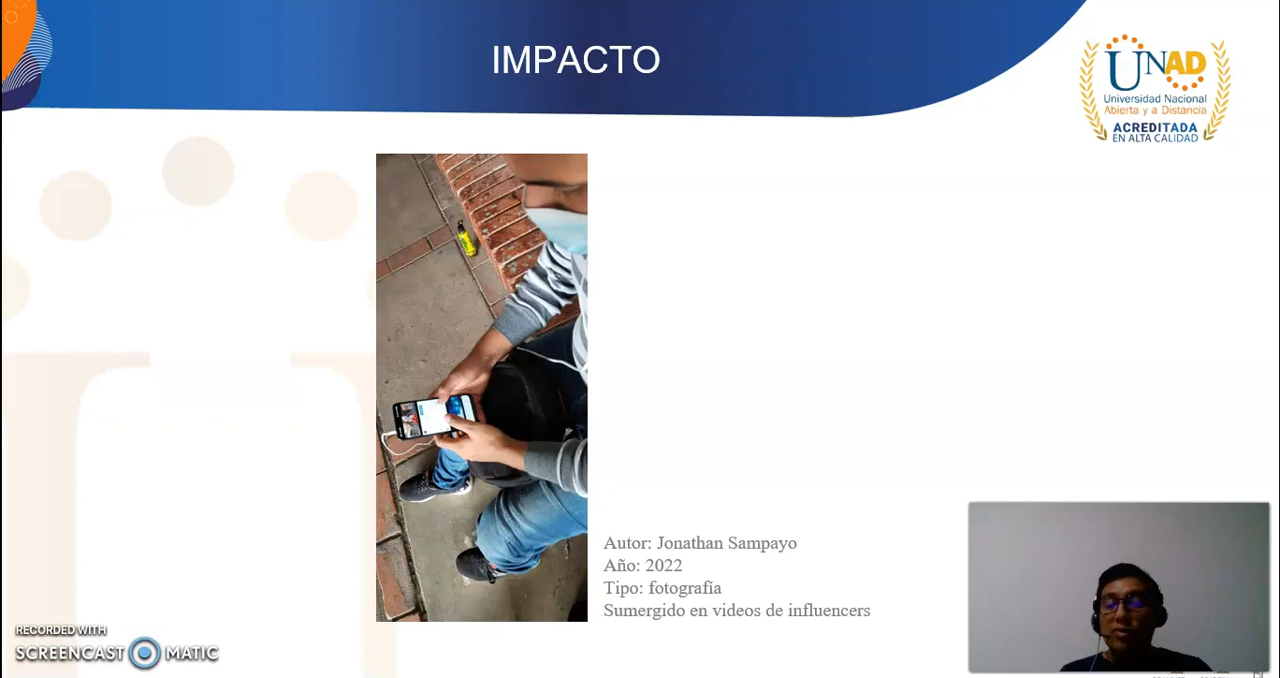 IMPACTO
UNAD
Universidad Nacional
Abierta y a Distancia
ACREDITADA
EN ALTA CALIDAD
Autor: Jonathan Sampayo
Año: 2022
Tipo: fotografía
Sumergido en videos de influencers
RECORDED WITH
SCREENCAST MATIC